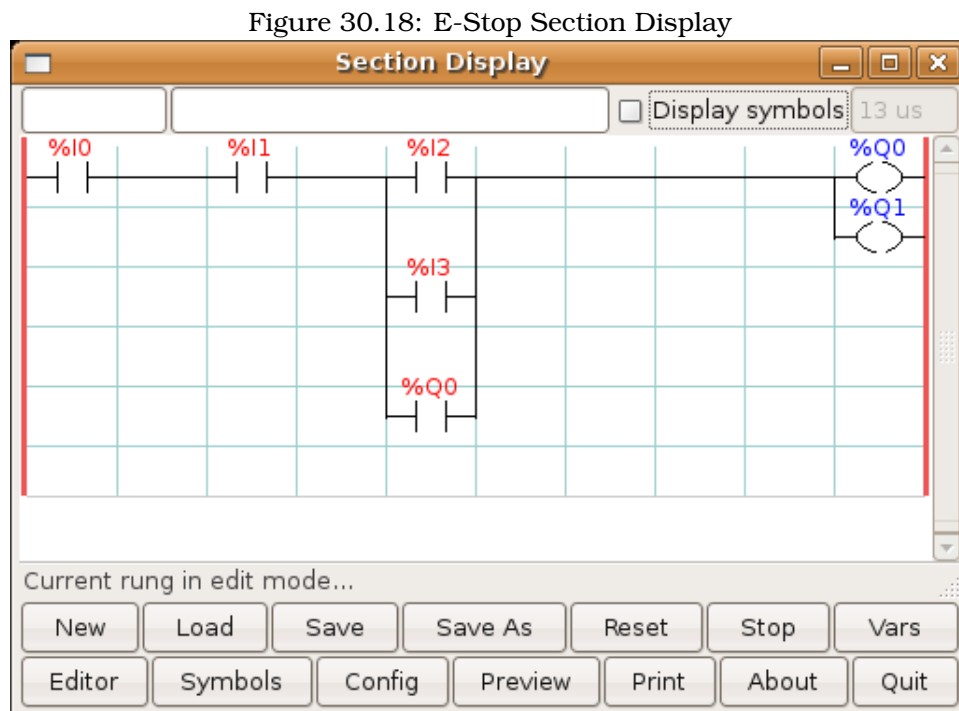 Figure 30.18: E-Stop Section Display
Section Display
Display symbols 13 us
%I0 %I1 %I2 %Q0
%Q1
%I3
%Q0
Current rung in edit mode...
New Load Save Save As Reset Stop Vars
Editor Symbols Config Preview Print About Quit